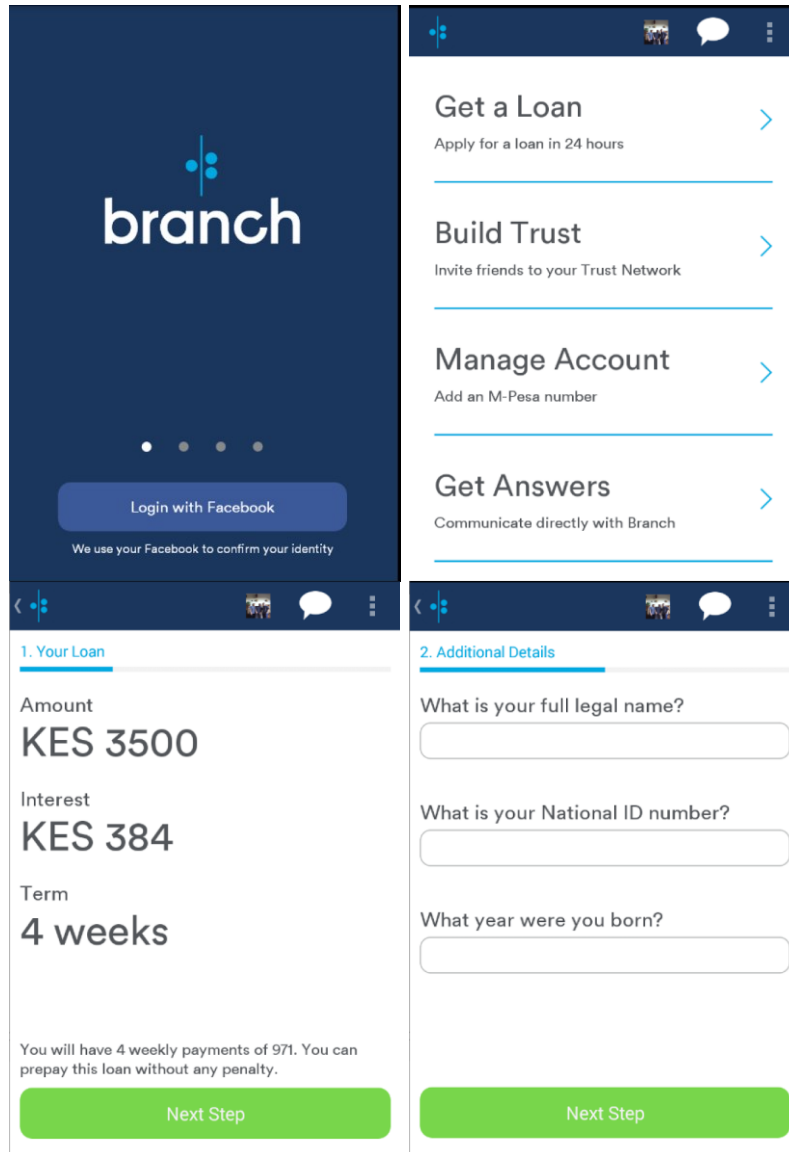 branch
Login with Facebook
We use your Facebook to confirm your identity
Get a Loan
Apply for a loan in 24 hours
Build Trust
Invite friends to your Trust Network
Manage Account
Add an M-Pesa number
Get Answers
Communicate directly with Branch
1. Your Loan
Amount
KES 3500
Interest
KES 384
Term
4 weeks
You will have 4 weekly payments of 971. You can
prepay this loan without any penalty.
Next Step
2. Additional Details
What is your full legal name?
What is your National ID number?
What year were you born?
Next Step